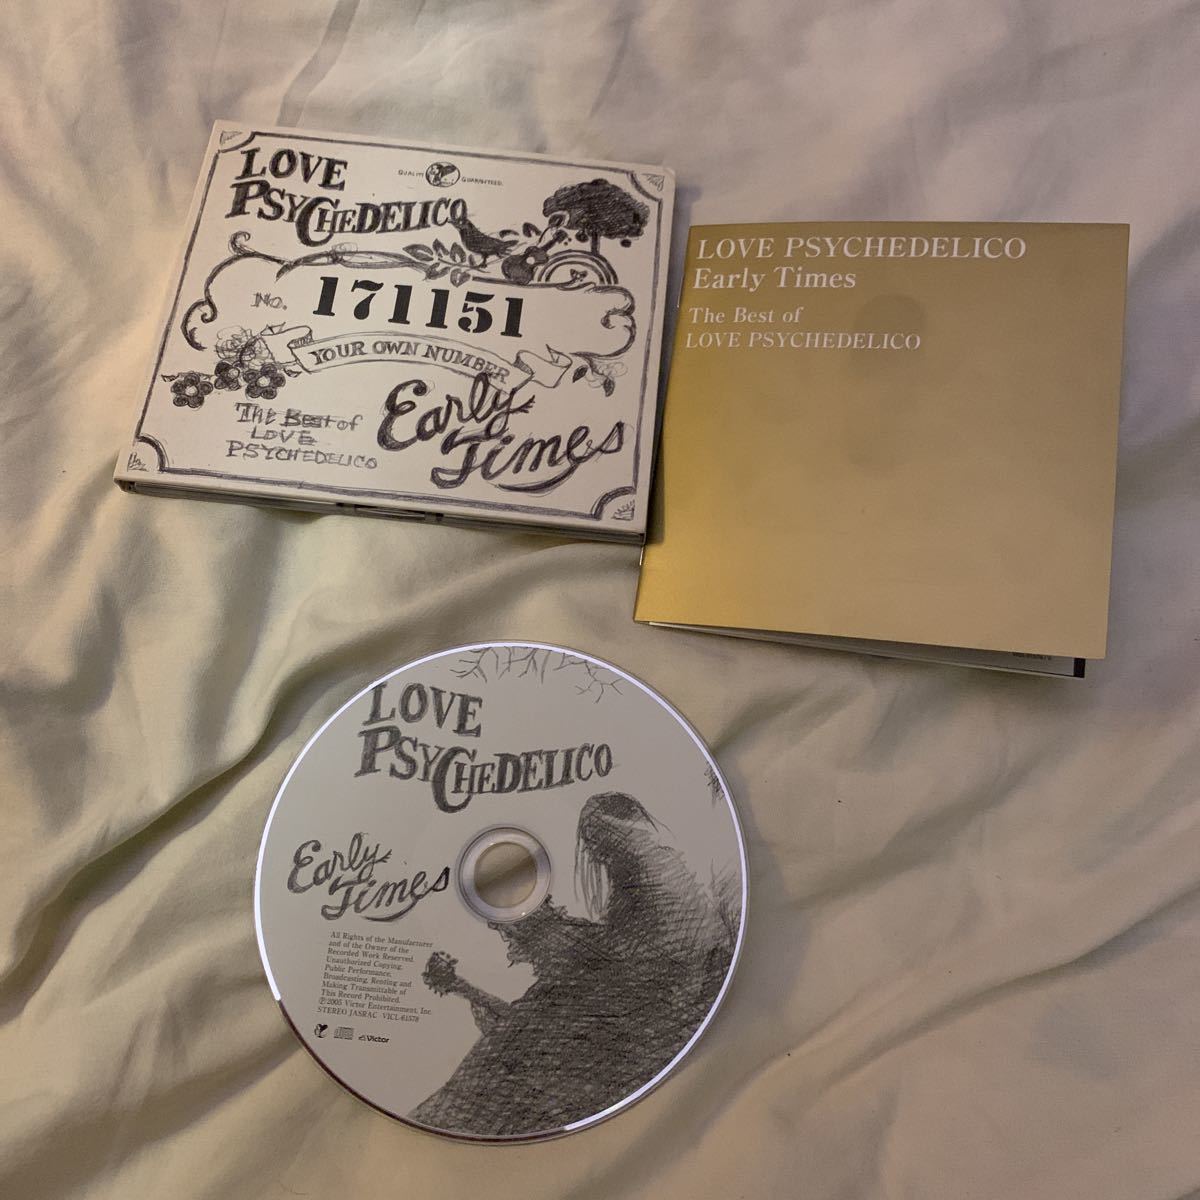 LOVE
PSYCHEDELICO
QUALITY GUARANTEED.
No. 171151
YOUR OWN NUMBER
The Best of
LOVE
PSYCHEDELICO
Early
Times
LOVE PSYCHEDELICO
Early Times
The Best of
LOVE PSYCHEDELICO
LOVE
PSYCHEDELICO
Early
Times
All Rights of the Manufacturer
and of the Owner of the
Recorded Work Reserved.
Unauthorized Copying,
Public Performance,
Broadcasting, Renting and
Making Transmittable of
This Record Prohibited.
Ⓟ2005 Victor Entertainment, Inc.
STEREO JASRAC VICL-61578
Victor